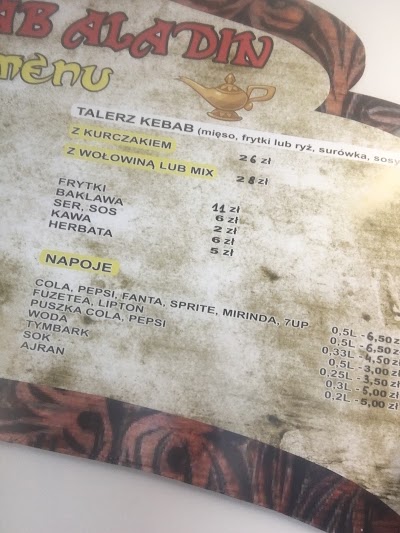 AB ALADIN
menu
TALERZ KEBAB (mięso, frytki lub ryż, surówka, sosy
Z KURCZAKIEM 26 zł
Z WOŁOWINĄ LUB MIX 28 zł
FRYTKI 11 zł
BAKLAWA 6 zł
SER, SOS 2 zł
KAWA 6 zł
HERBATA 5 zł
NAPOJE
COLA, PEPSI, FANTA, SPRITE, MIRINDA, 7UP 0,5L - 6,50 z
FUZETEA, LIPTON 0,5L - 6,50 z
PUSZKA COLA, PEPSI 0,33L - 4,50 zł
WODA 0,5L - 3,00 zł
TYMBARK 0,25L - 3,50 zł
SOK 0,3L - 5,00 zł
AJRAN 0,2L - 5,00 zł